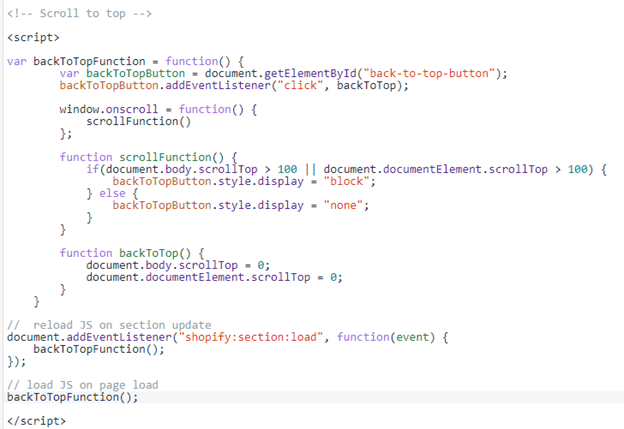 <!-- Scroll to top -->
<script>
var backToTopFunction = function() {
var backToTopButton = document.getElementById("back-to-top-button");
backToTopButton.addEventListener("click", backToTop);
window.onscroll = function() {
scrollFunction()
};
function scrollFunction() {
if(document.body.scrollTop > 100 || document.documentElement.scrollTop > 100) {
backToTopButton.style.display = "block";
} else {
backToTopButton.style.display = "none";
}
}
function backToTop() {
document.body.scrollTop = 0;
document.documentElement.scrollTop = 0;
}
}
//  reload JS on section update
document.addEventListener("shopify:section:load", function(event) {
backToTopFunction();
});
// load JS on page load
backToTopFunction();
</script>